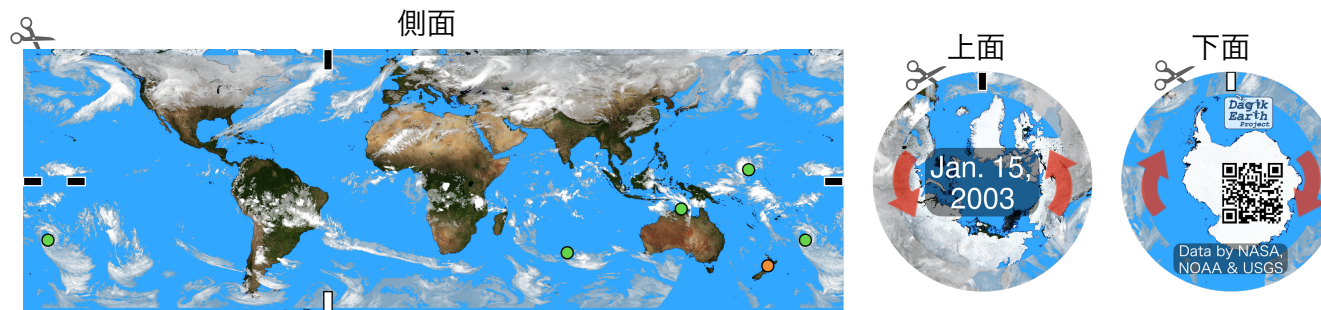 側面
上面
下面
Jan. 15,
2003
Dagik
Earth
Project
Data by NASA,
NOAA & USGS